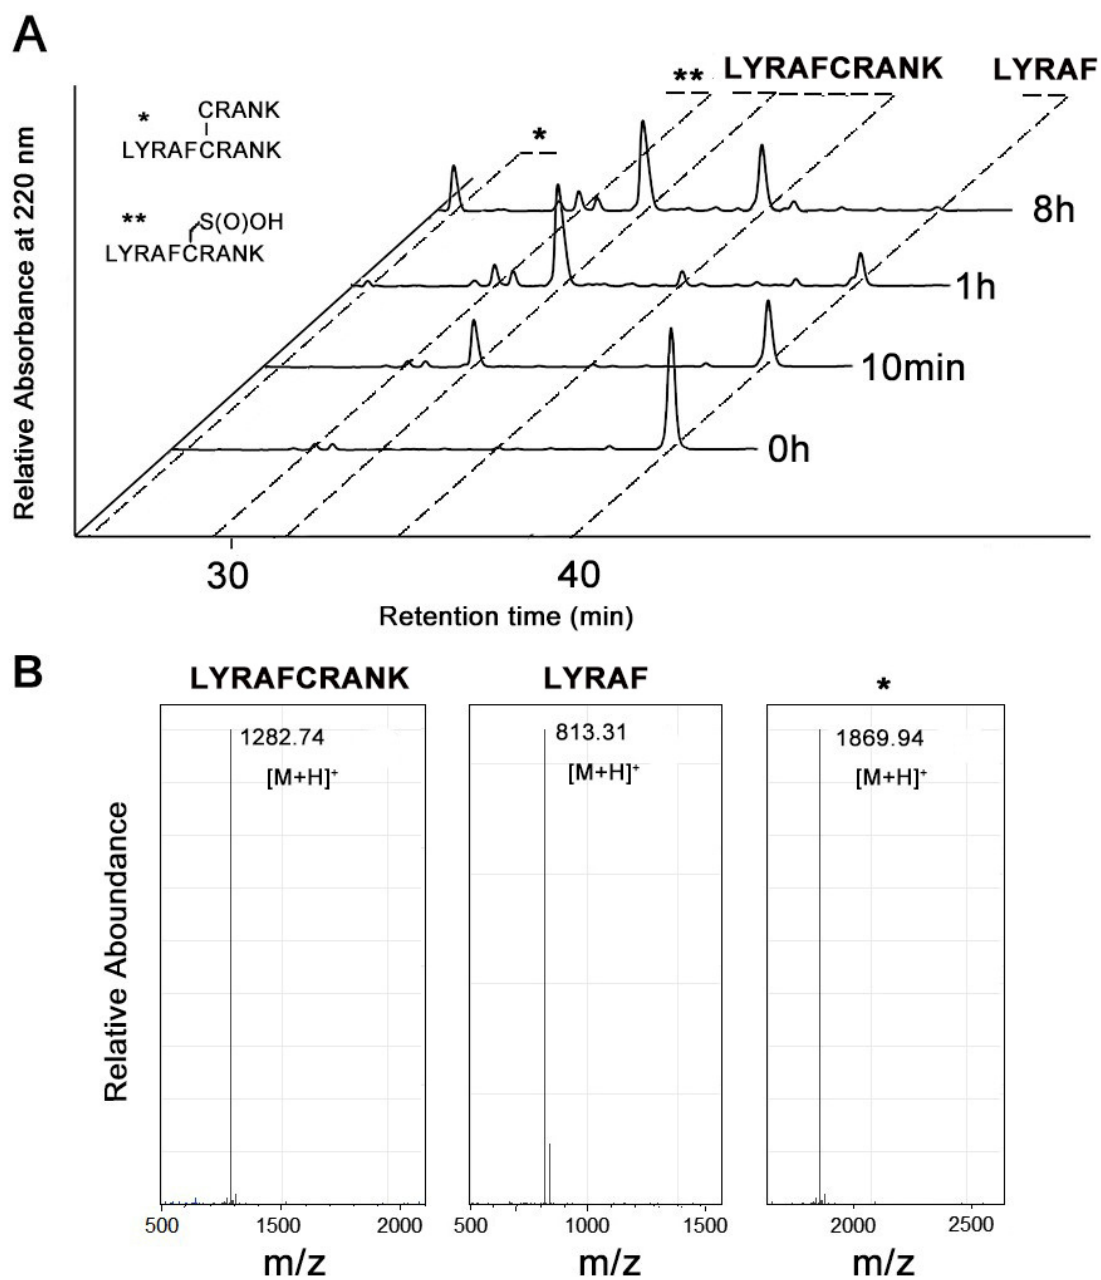 A
Relative Absorbance at 220 nm
* CRANK
LYRAFCRANK
** S(O)OH
LYRAFCRANK
*
** LYRAFCRANK LYRAF
8h
1h
10min
0h
30 40
Retention time (min)
B
LYRAFCRANK LYRAF *
1282.74 813.31 1869.94
[M+H]+ [M+H]+ [M+H]+
Relative Aboundance
500 1500 2000 500 1000 1500 2000 2500
m/z m/z m/z